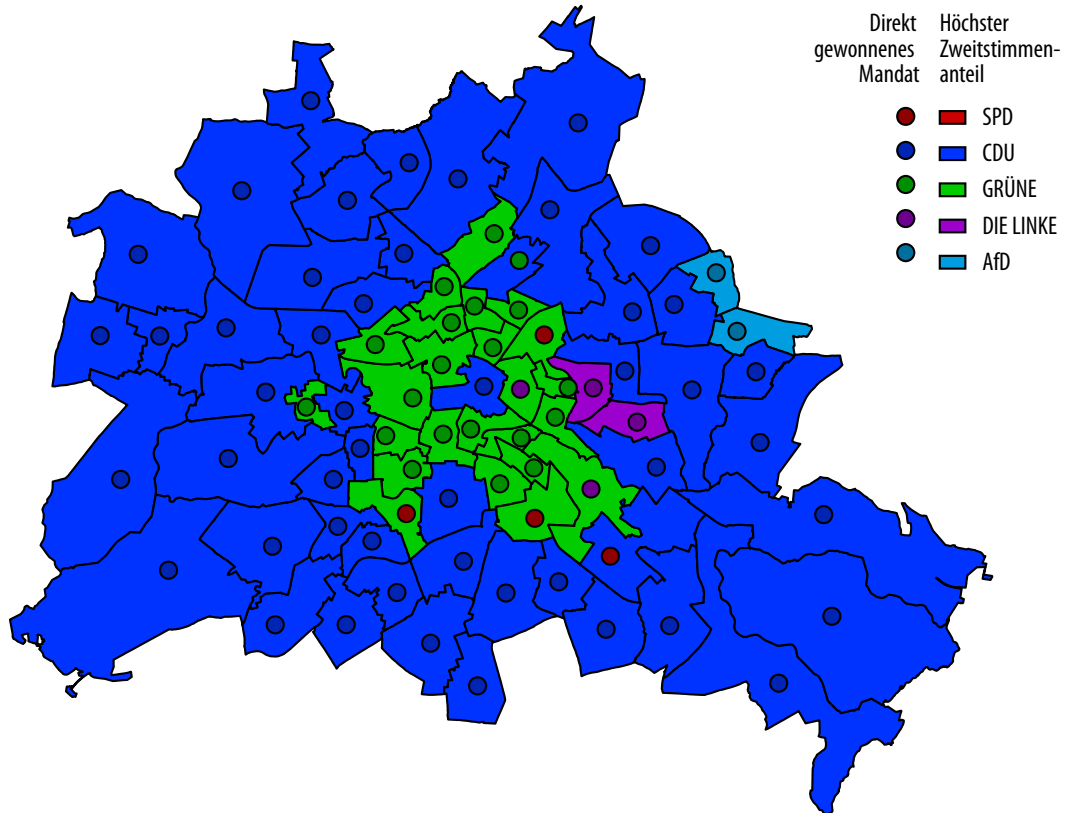 Direkt
gewonnenes
Mandat
Höchster
Zweitstimmen-
anteil
SPD
CDU
GRÜNE
DIE LINKE
AfD